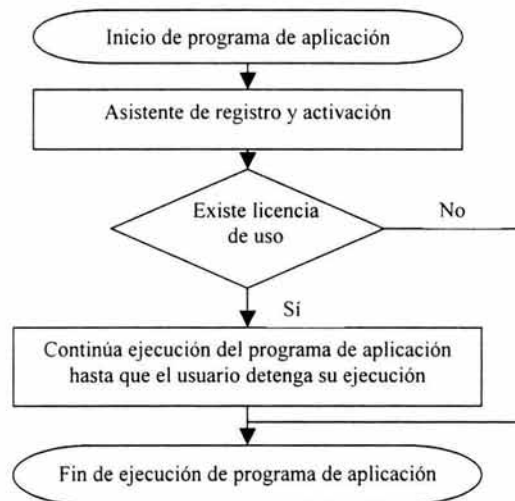 Inicio de programa de aplicación
Asistente de registro y activación
Existe licencia
de uso
No
Sí
Continúa ejecución del programa de aplicación
hasta que el usuario detenga su ejecución
Fin de ejecución de programa de aplicación